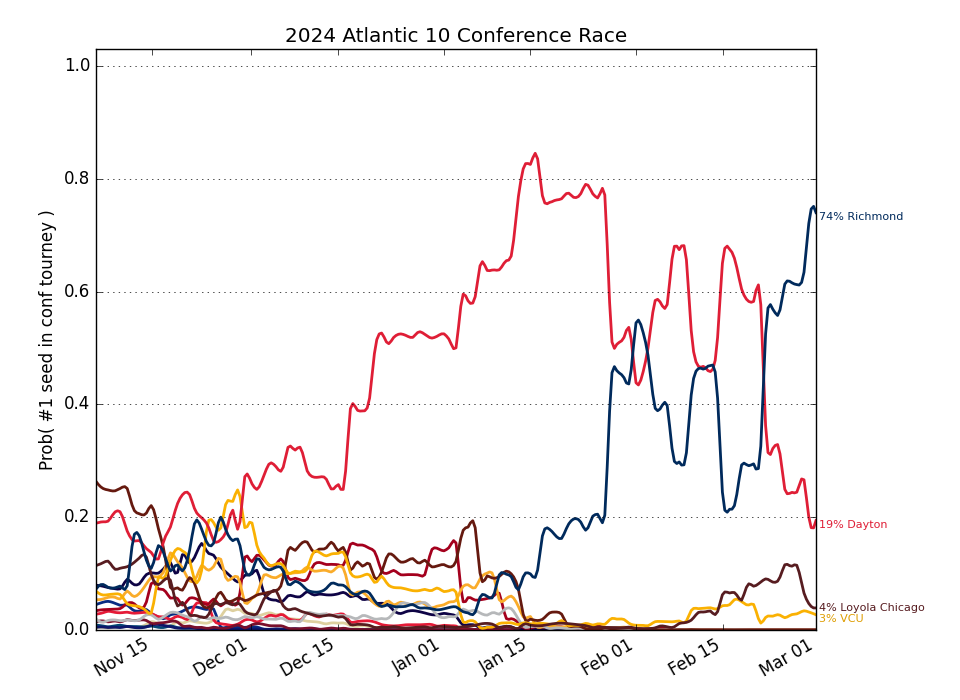 2024 Atlantic 10 Conference Race
Prob( #1 seed in conf tourney )
1.0
0.8
0.6
0.4
0.2
0.0
74% Richmond
19% Dayton
4% Loyola Chicago
3% VCU
Nov 15
Dec 01
Dec 15
Jan 01
Jan 15
Feb 01
Feb 15
Mar 01